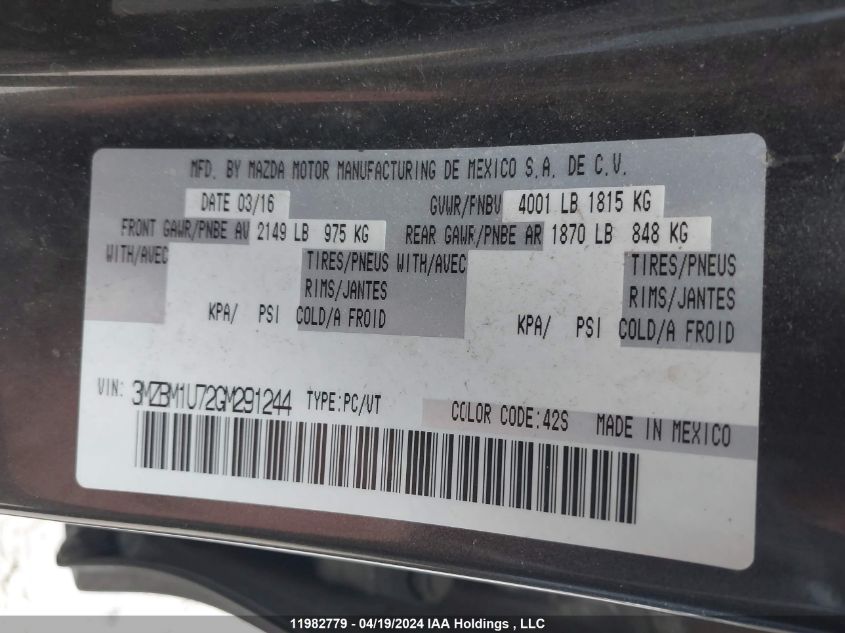 MFD. BY MAZDA MOTOR MANUFACTURING DE MEXICO S.A. DE C.V.
DATE 03/16 GVWR/PNBV 4001 LB 1815 KG
FRONT GAWR/PNBE AV 2149 LB 975 KG REAR GAWR/PNBE AR 1870 LB 848 KG
WITH/AVEC TIRES/PNEUS WITH/AVEC TIRES/PNEUS
RIMS/JANTES RIMS/JANTES
KPA/ PSI COLD/A FROID KPA/ PSI COLD/A FROID
VIN: 3MZBM1U72GM291244 TYPE:PC/VT COLOR CODE:42S MADE IN MEXICO
11982779 - 04/19/2024 IAA Holdings , LLC